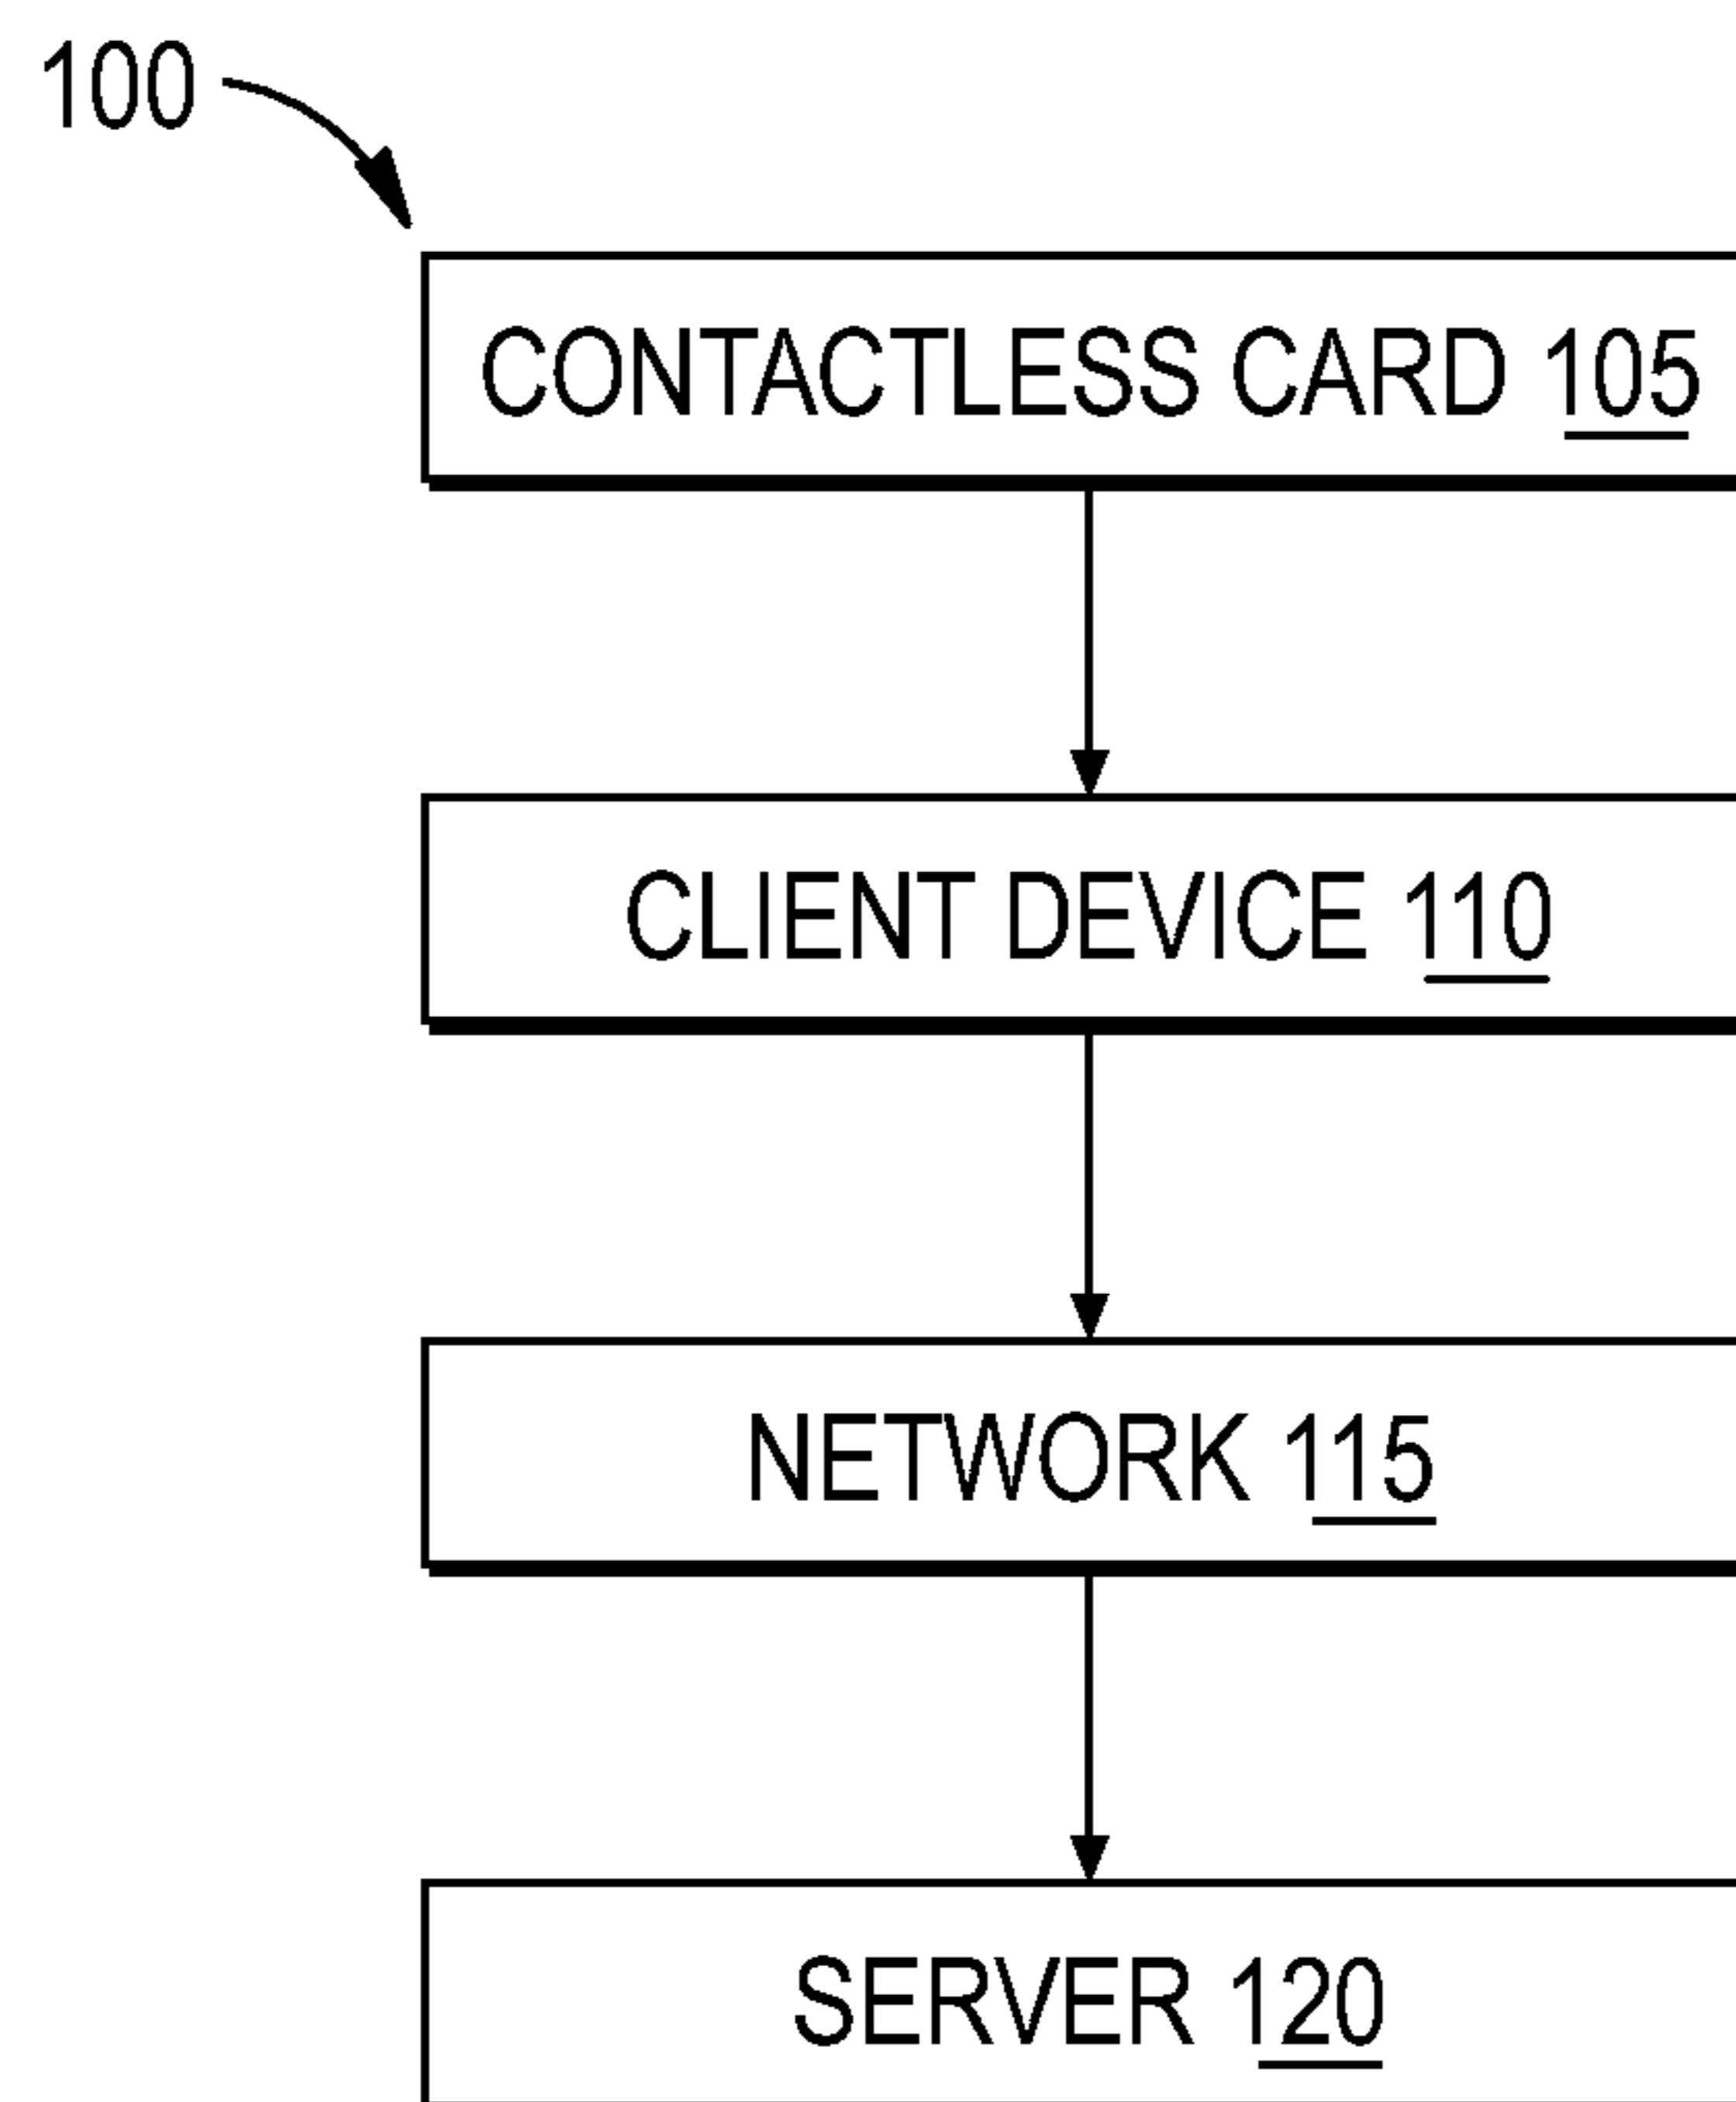 100
CONTACTLESS CARD 105
CLIENT DEVICE 110
NETWORK 115
SERVER 120